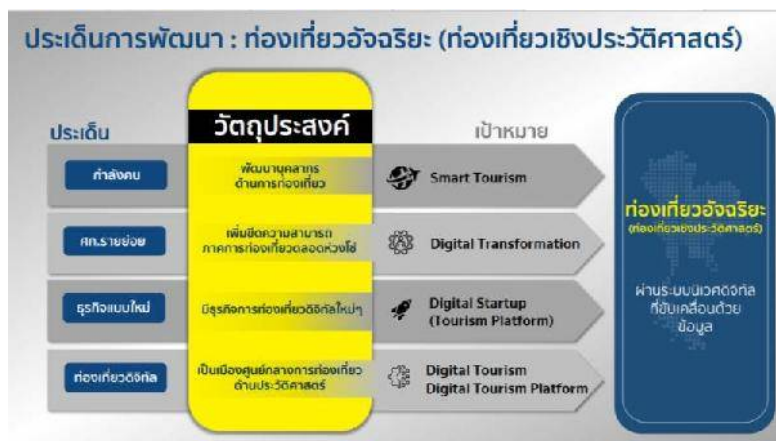 ประเด็นการพัฒนา : ท่องเที่ยวอัจฉริยะ (ท่องเที่ยวเชิงประวัติศาสตร์)
ประเด็น
วัตถุประสงค์
เป้าหมาย
กำลังคน
พัฒนาบุคลากร
ด้านการท่องเที่ยว
Smart Tourism
ศก.รายย่อย
เพิ่มขีดความสามารถ
ภาคการท่องเที่ยวตลอดห่วงโซ่
Digital Transformation
ธุรกิจแบบใหม่
มีธุรกิจการท่องเที่ยวดิจิทัลใหม่ๆ
Digital Startup
(Tourism Platform)
ท่องเที่ยวดิจิทัล
เป็นเมืองศูนย์กลางการท่องเที่ยว
ด้านประวัติศาสตร์
Digital Tourism
Digital Tourism Platform
ท่องเที่ยวอัจฉริยะ
(ท่องเที่ยวเชิงประวัติศาสตร์)
ผ่านระบบนิเวศดิจิทัล
ที่ขับเคลื่อนด้วย
ข้อมูล